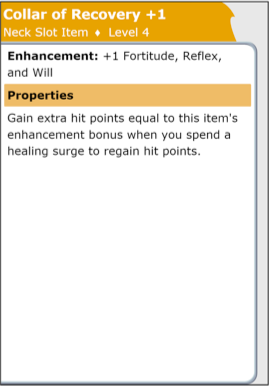 Collar of Recovery +1
Neck Slot Item ♦ Level 4
Enhancement: +1 Fortitude, Reflex,
and Will
Properties
Gain extra hit points equal to this item's
enhancement bonus when you spend a
healing surge to regain hit points.